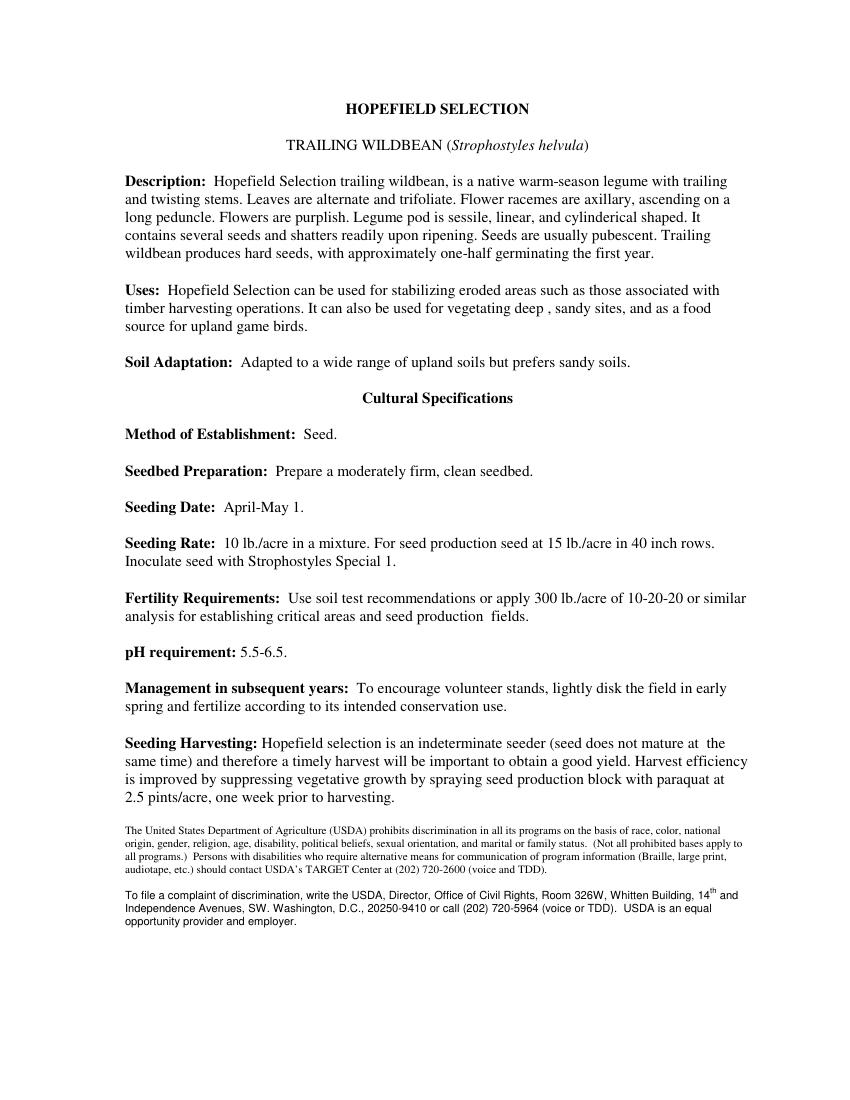 HOPEFIELD SELECTION
TRAILING WILDBEAN (Strophostyles helvula)
Description:  Hopefield Selection trailing wildbean, is a native warm-season legume with trailing
and twisting stems. Leaves are alternate and trifoliate. Flower racemes are axillary, ascending on a
long peduncle. Flowers are purplish. Legume pod is sessile, linear, and cylinderical shaped. It
contains several seeds and shatters readily upon ripening. Seeds are usually pubescent. Trailing
wildbean produces hard seeds, with approximately one-half germinating the first year.
Uses:  Hopefield Selection can be used for stabilizing eroded areas such as those associated with
timber harvesting operations. It can also be used for vegetating deep , sandy sites, and as a food
source for upland game birds.
Soil Adaptation:  Adapted to a wide range of upland soils but prefers sandy soils.
Cultural Specifications
Method of Establishment:  Seed.
Seedbed Preparation:  Prepare a moderately firm, clean seedbed.
Seeding Date:  April-May 1.
Seeding Rate:  10 lb./acre in a mixture. For seed production seed at 15 lb./acre in 40 inch rows.
Inoculate seed with Strophostyles Special 1.
Fertility Requirements:  Use soil test recommendations or apply 300 lb./acre of 10-20-20 or similar
analysis for establishing critical areas and seed production  fields.
pH requirement: 5.5-6.5.
Management in subsequent years:  To encourage volunteer stands, lightly disk the field in early
spring and fertilize according to its intended conservation use.
Seeding Harvesting: Hopefield selection is an indeterminate seeder (seed does not mature at  the
same time) and therefore a timely harvest will be important to obtain a good yield. Harvest efficiency
is improved by suppressing vegetative growth by spraying seed production block with paraquat at
2.5 pints/acre, one week prior to harvesting.
The United States Department of Agriculture (USDA) prohibits discrimination in all its programs on the basis of race, color, national
origin, gender, religion, age, disability, political beliefs, sexual orientation, and marital or family status.  (Not all prohibited bases apply to
all programs.)  Persons with disabilities who require alternative means for communication of program information (Braille, large print,
audiotape, etc.) should contact USDA's TARGET Center at (202) 720-2600 (voice and TDD).
To file a complaint of discrimination, write the USDA, Director, Office of Civil Rights, Room 326W, Whitten Building, 14th and
Independence Avenues, SW. Washington, D.C., 20250-9410 or call (202) 720-5964 (voice or TDD).  USDA is an equal
opportunity provider and employer.